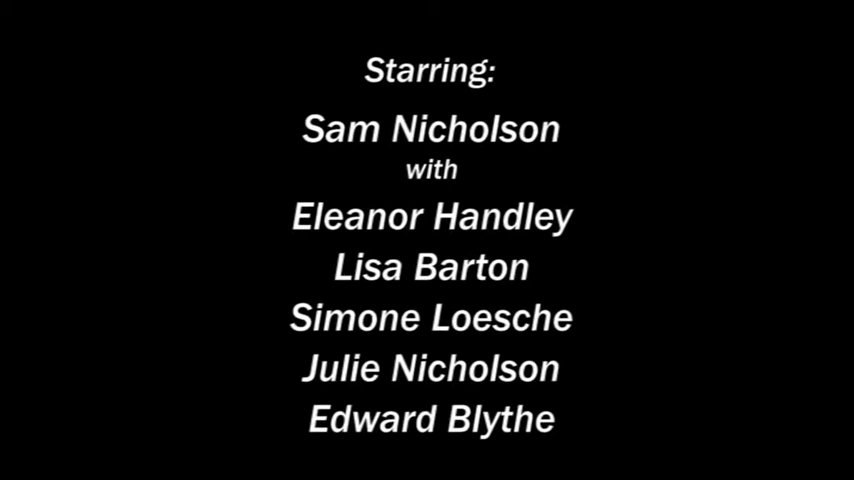 Starring:
Sam Nicholson
with
Eleanor Handley
Lisa Barton
Simone Loesche
Julie Nicholson
Edward Blythe